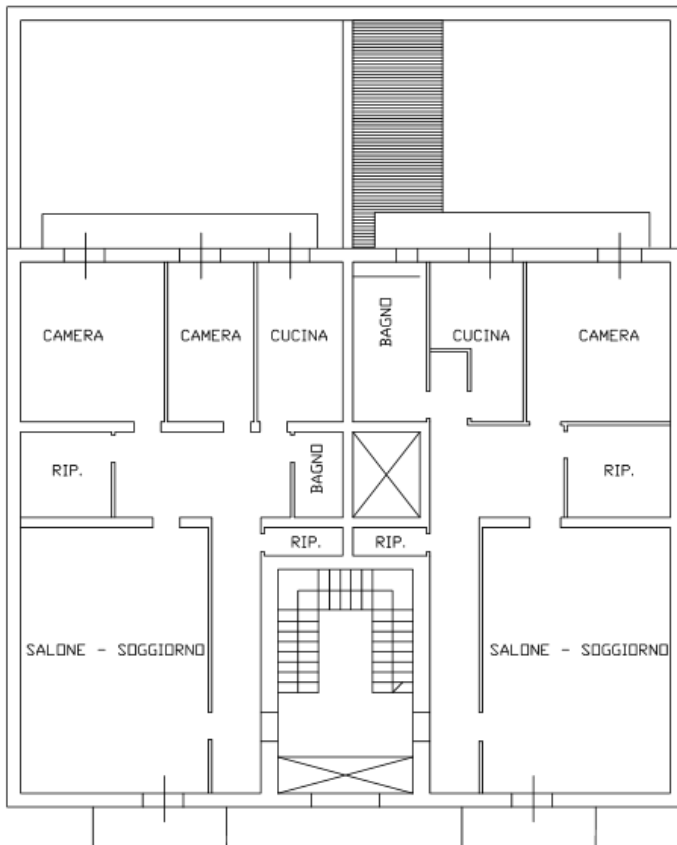 CAMERA
CAMERA
CUCINA
BAGNO
CUCINA
CAMERA
RIP.
BAGNO
RIP.
RIP.
RIP.
SALONE - SOGGIORNO
SALONE - SOGGIORNO